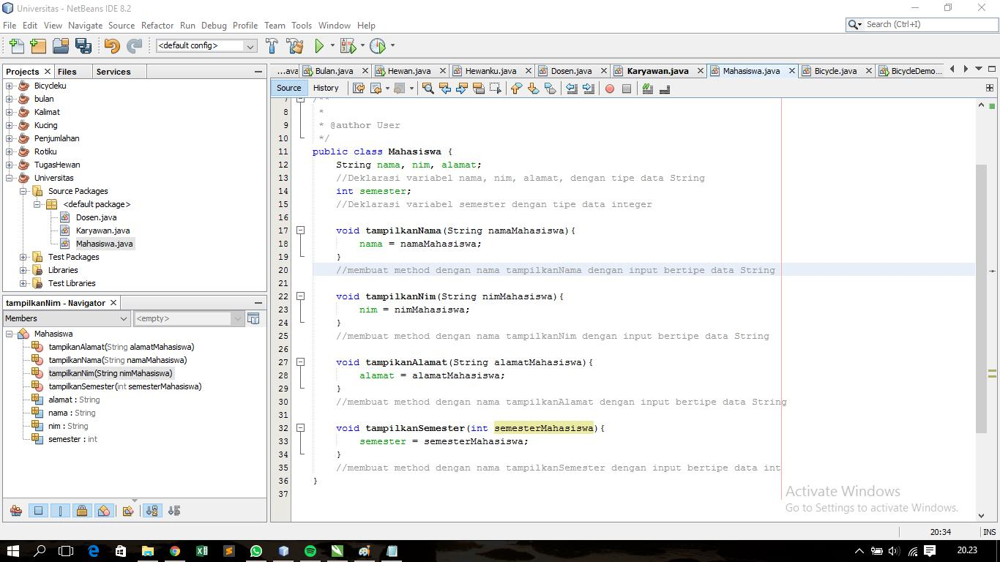 Universitas - NetBeans IDE 8.2
File Edit View Navigate Source Refactor Run Debug Profile Team Tools Window Help
Search (Ctrl+I)
<default config>
Projects Files Services
Bicycleku
bulan
Kalimat
Kucing
Penjumlahan
Rotiku
TugasHewan
Universitas
Source Packages
<default package>
Dosen.java
Karyawan.java
Mahasiswa.java
Test Packages
Libraries
Test Libraries
tampilkanNim - Navigator
Members <empty>
Mahasiswa
tampikanAlamat(String alamatMahasiswa)
tampilkanNama(String namaMahasiswa)
tampilkanNim(String nimMahasiswa)
tampilkanSemester(int semesterMahasiswa)
alamat : String
nama : String
nim : String
semester : int
...ava Bulan.java Hewan.java Hewanku.java Dosen.java Karyawan.java Mahasiswa.java Bicycle.java BicycleDemo...
Source History
7 /**
8 *
9 * @author User
10 */
11 public class Mahasiswa {
12 String nama, nim, alamat;
13 //Deklarasi variabel nama, nim, alamat, dengan tipe data String
14 int semester;
15 //Deklarasi variabel semester dengan tipe data integer
16
17 void tampilkanNama(String namaMahasiswa){
18 nama = namaMahasiswa;
19 }
20 //membuat method dengan nama tampilkanNama dengan input bertipe data String
21
22 void tampilkanNim(String nimMahasiswa){
23 nim = nimMahasiswa;
24 }
25 //membuat method dengan nama tampilkanNim dengan input bertipe data String
26
27 void tampikanAlamat(String alamatMahasiswa){
28 alamat = alamatMahasiswa;
29 }
30 //membuat method dengan nama tampilkanAlamat dengan input bertipe data String
31
32 void tampilkanSemester(int semesterMahasiswa){
33 semester = semesterMahasiswa;
34 }
35 //membuat method dengan nama tampilkanSemester dengan input bertipe data int
36 }
37
Activate Windows
Go to Settings to activate Windows.
20:34 INS
20.23